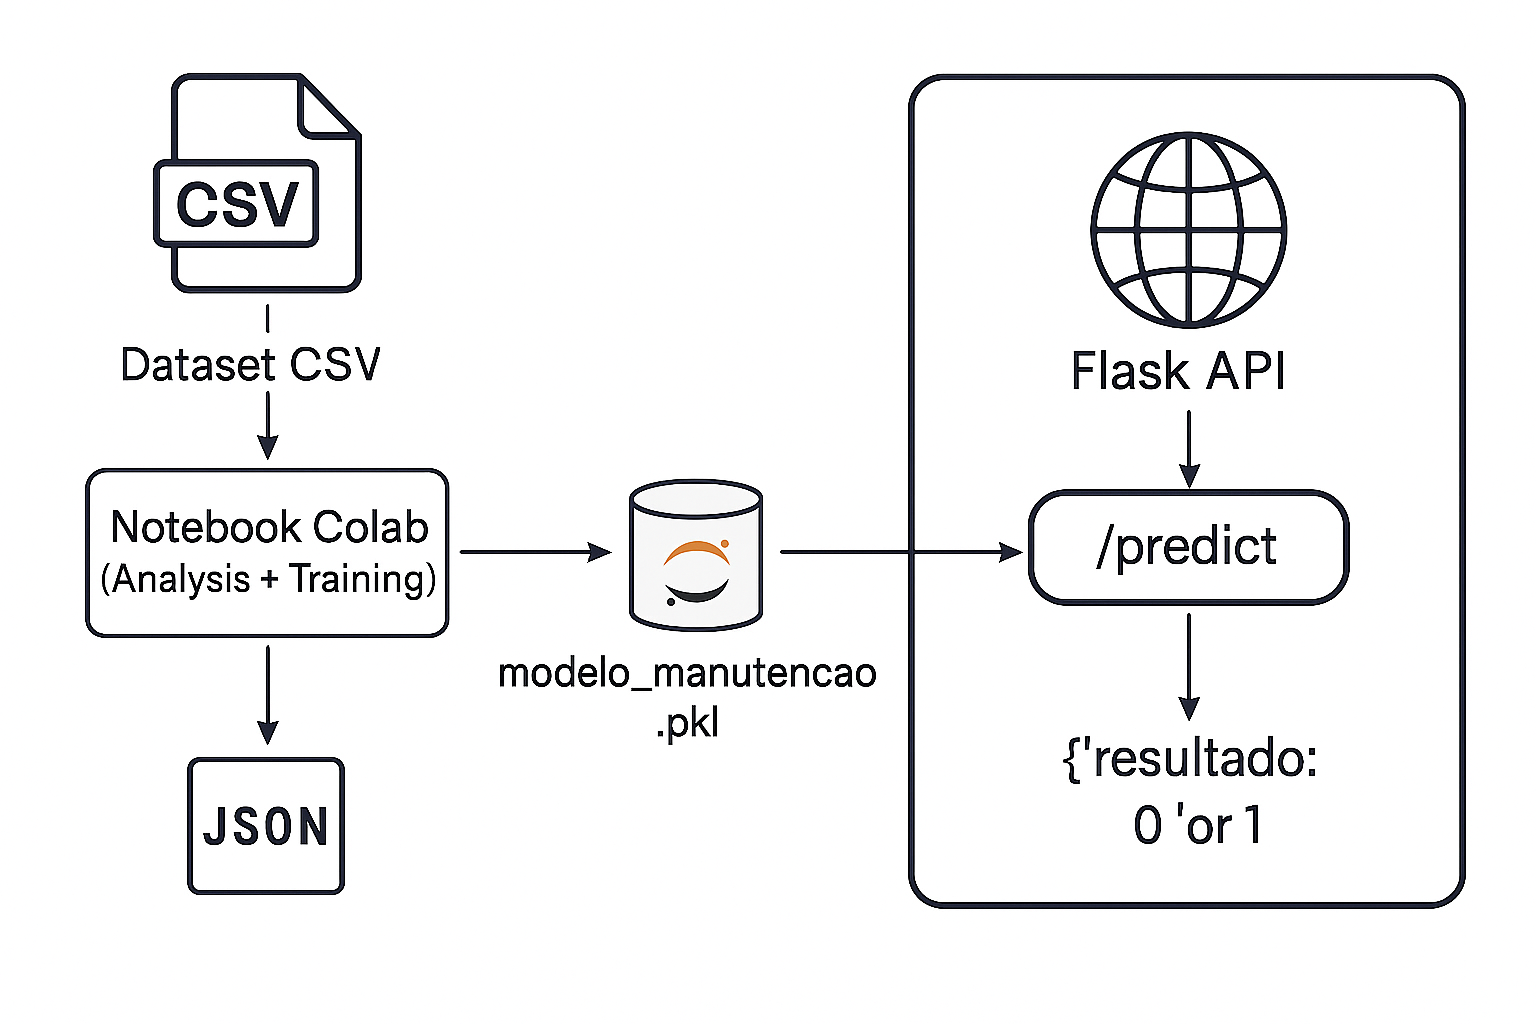 CSV
Dataset CSV
Notebook Colab
(Analysis + Training)
JSON
modelo_manutencao
.pkl
Flask API
/predict
{'resultado:
0 'or 1